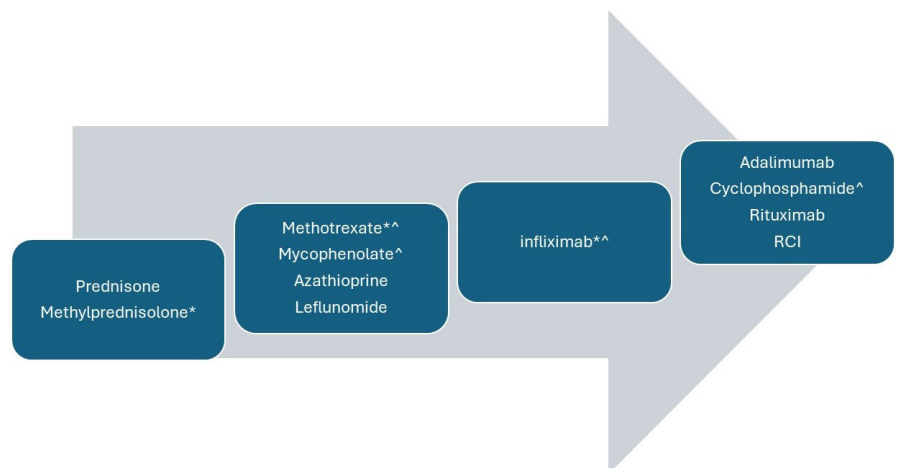 Prednisone
Methylprednisolone*
Methotrexate*^
Mycophenolate^
Azathioprine
Leflunomide
infliximab*^
Adalimumab
Cyclophosphamide^
Rituximab
RCI